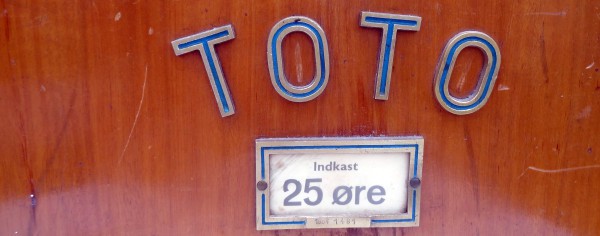 TOTO
Indkast
25 øre